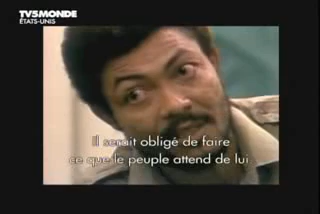 TV5MONDE
ÉTATS-UNIS
Il serait obligé de faire
ce que le peuple attend de lui